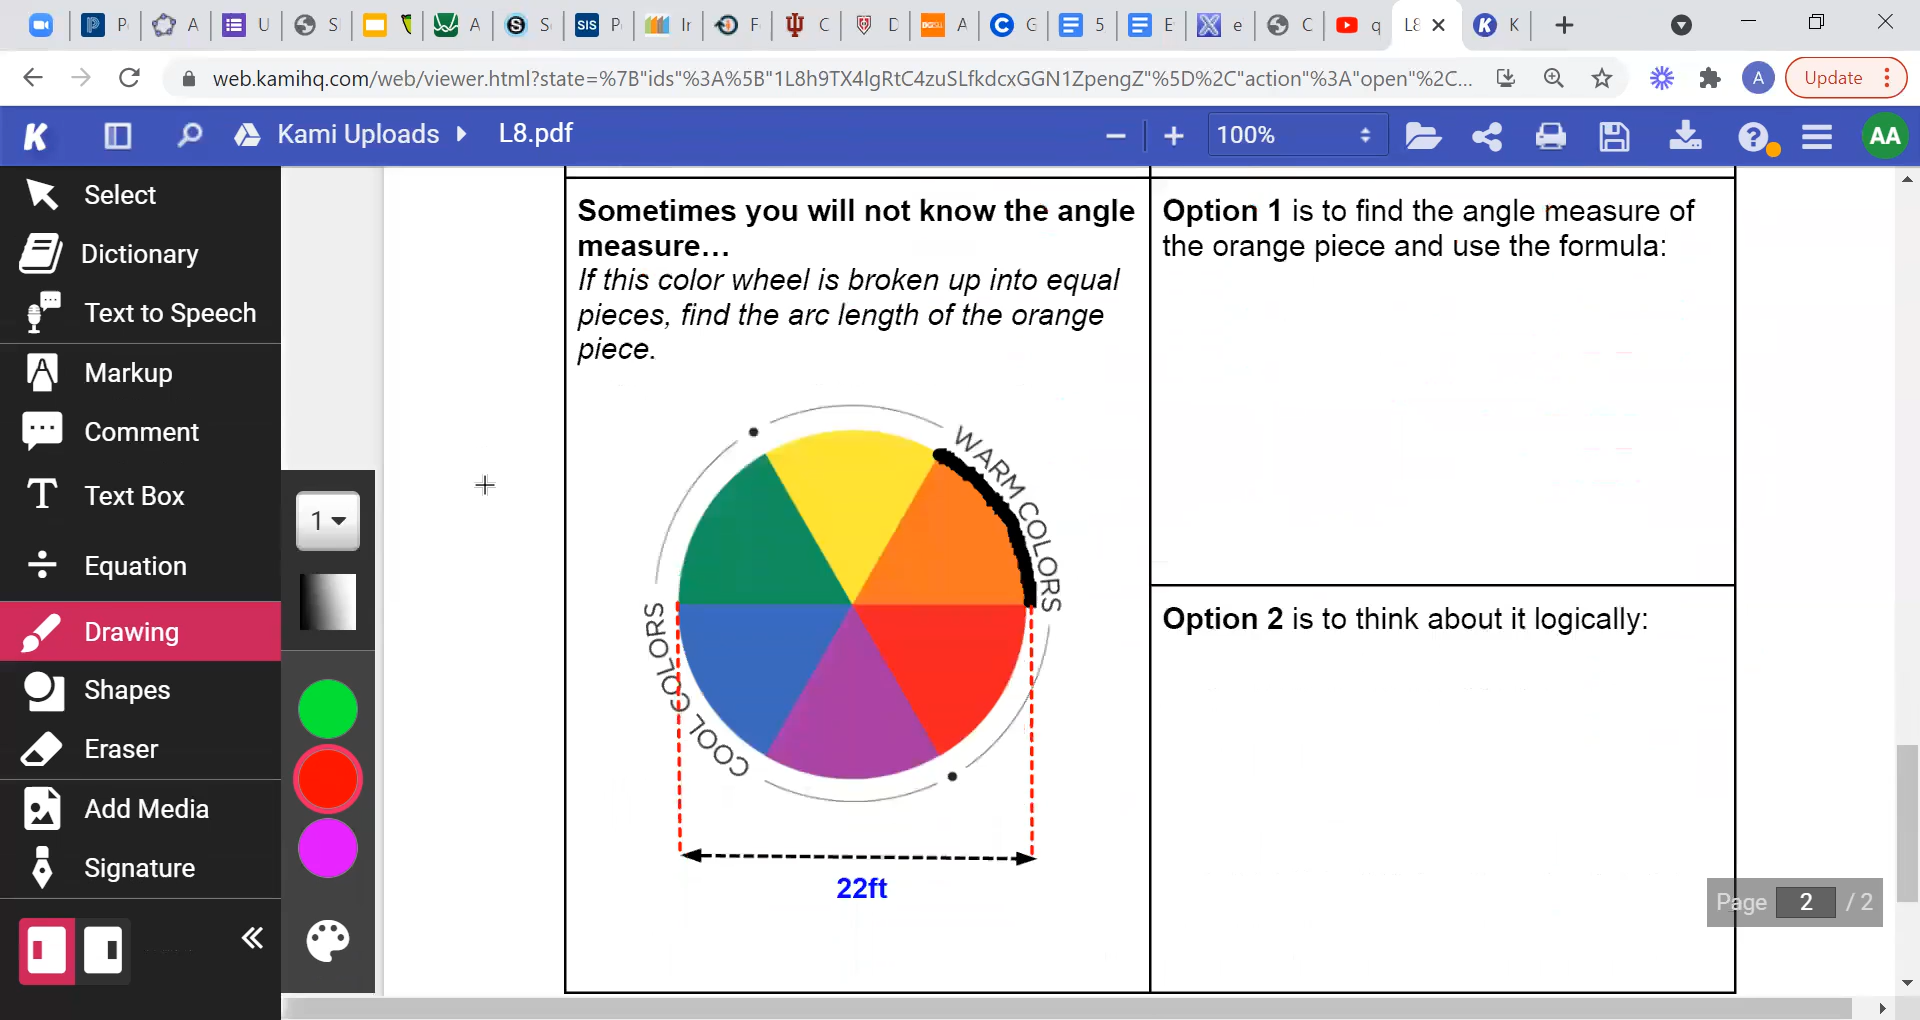 P
A
U
S
A
S
SIS
P
Ir
F
C
D
A
G
5
E
e
C
q
L8
K
web.kamihq.com/web/viewer.html?state=%7B"ids"%3A%5B"1L8h9TX4lgRtC4zuSLfkdcxGGN1ZpengZ"%5D%2C"action"%3A"open"%2C...
A
Update
K
Kami Uploads
L8.pdf
100%
AA
Select
Dictionary
Text to Speech
Markup
Comment
Text Box
Equation
Drawing
Shapes
Eraser
Add Media
Signature
1
Sometimes you will not know the angle
measure...
If this color wheel is broken up into equal
pieces, find the arc length of the orange
piece.
WARM COLORS
COOL COLORS
22ft
Option 1 is to find the angle measure of
the orange piece and use the formula:
Option 2 is to think about it logically:
Page 2 / 2